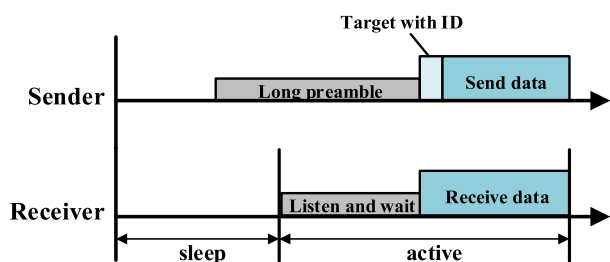 Target with ID
Sender
Long preamble
Send data
Receiver
Listen and wait
Receive data
sleep
active